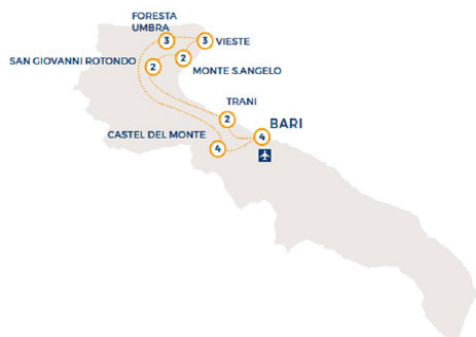 FORESTA
UMBRA
3
3
VIESTE
SAN GIOVANNI ROTONDO
2
2
MONTE S.ANGELO
TRANI
2
BARI
CASTEL DEL MONTE
4
4